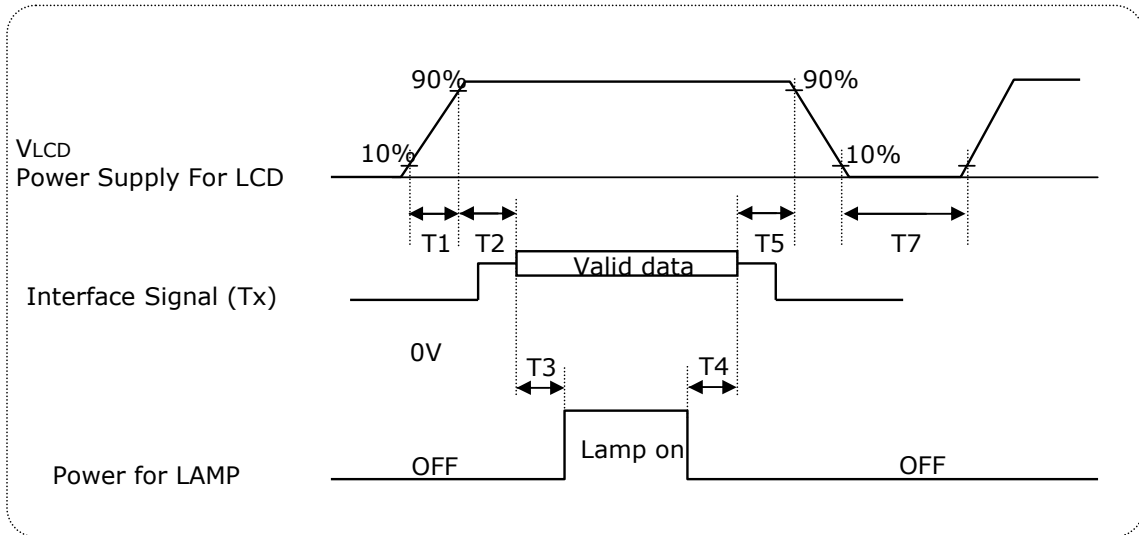 90%
90%
10%
10%
VLCD
Power Supply For LCD
T1
T2
T5
T7
Valid data
Interface Signal (Tx)
0V
T3
T4
Lamp on
Power for LAMP
OFF
OFF